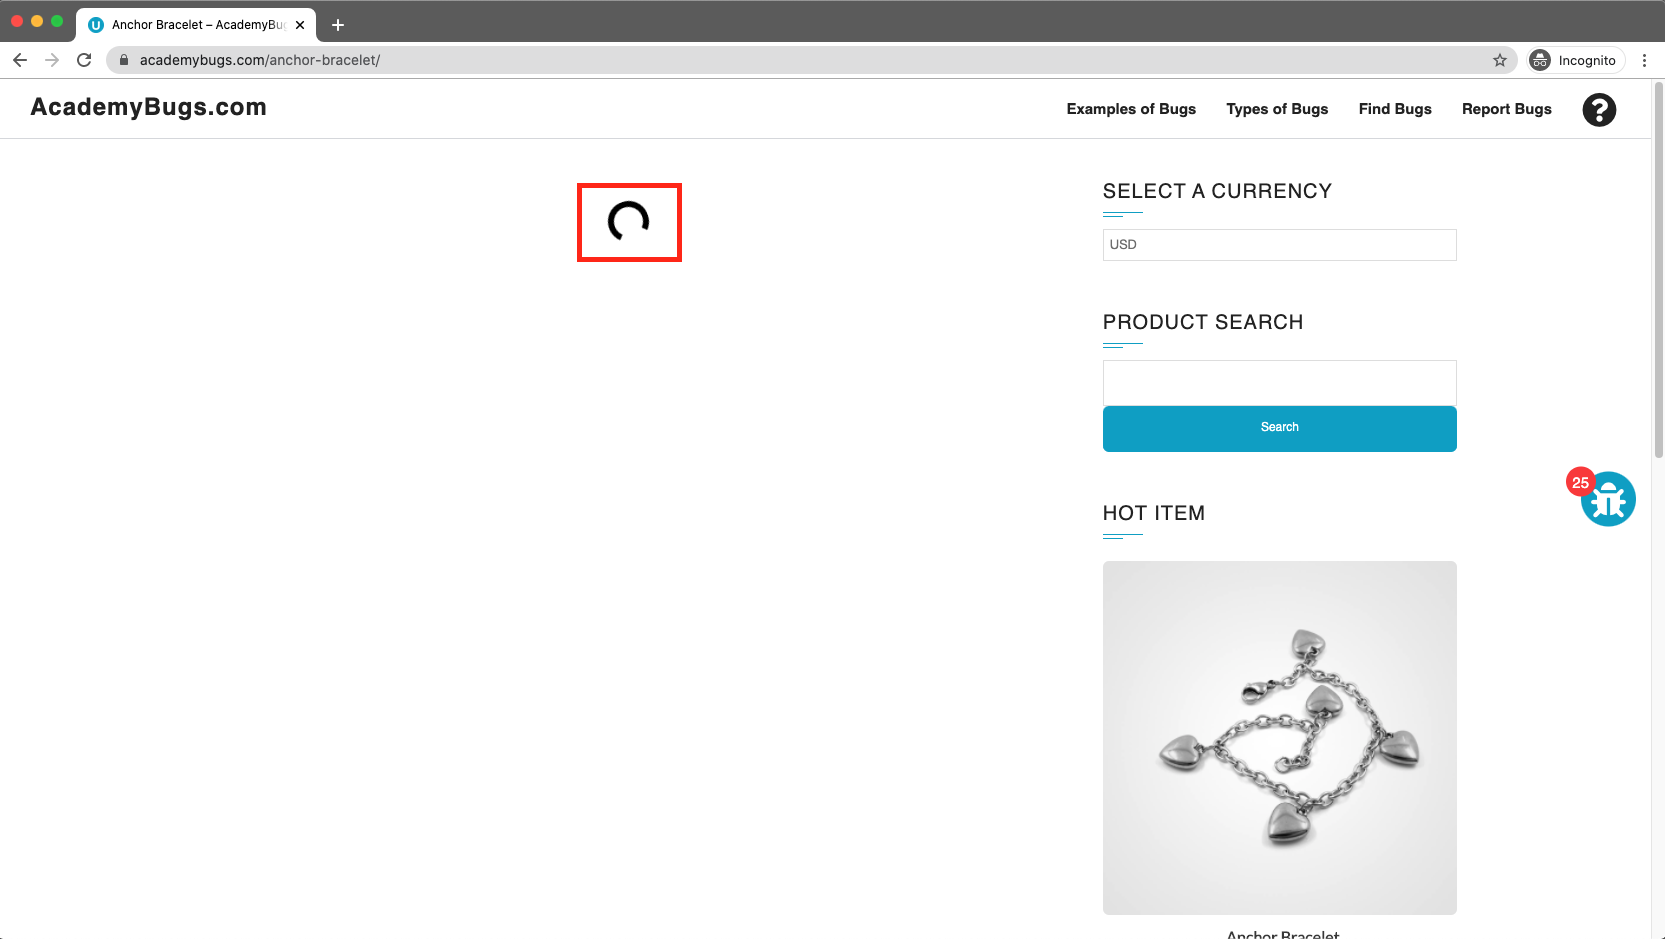 Anchor Bracelet – AcademyBug
academybugs.com/anchor-bracelet/
Incognito
AcademyBugs.com
Examples of Bugs
Types of Bugs
Find Bugs
Report Bugs
?
SELECT A CURRENCY
USD
PRODUCT SEARCH
Search
25
HOT ITEM
Anchor Bracelet